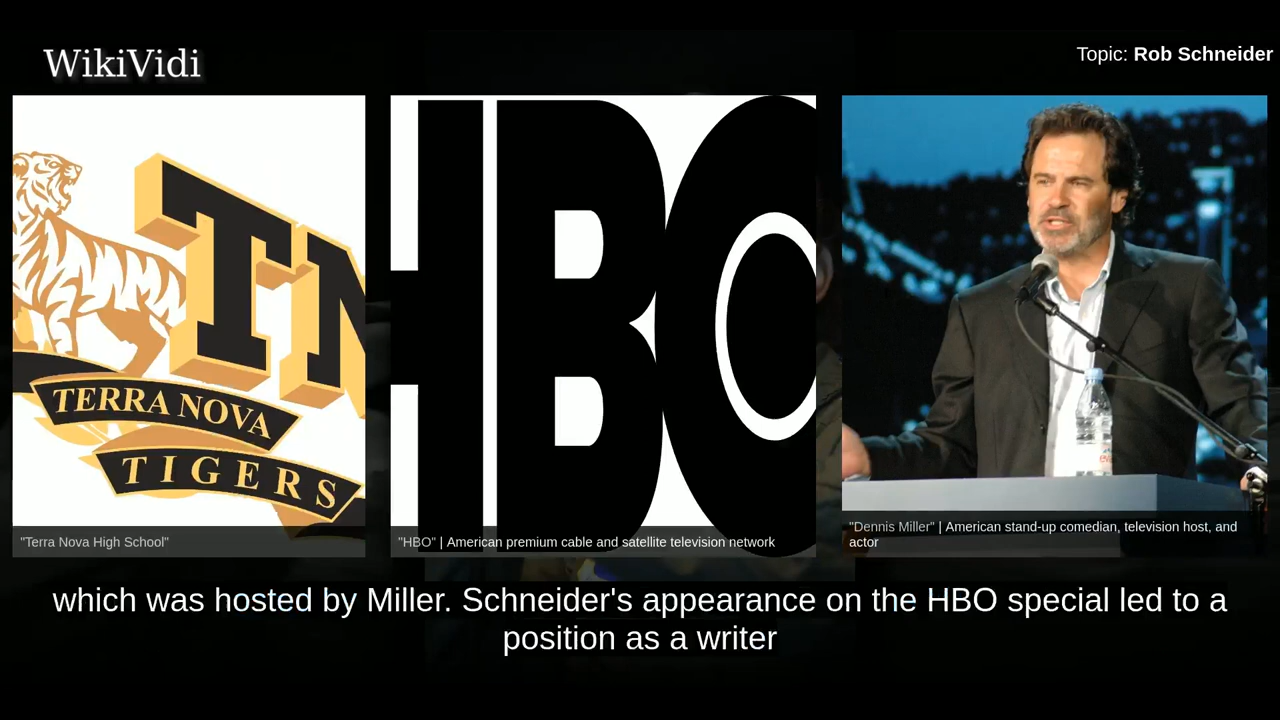 WikiVidi
Topic: Rob Schneider
TN
TERRA NOVA
TIGERS
"Terra Nova High School"
HBO
"HBO" | American premium cable and satellite television network
"Dennis Miller" | American stand-up comedian, television host, and
actor
which was hosted by Miller. Schneider's appearance on the HBO special led to a
position as a writer